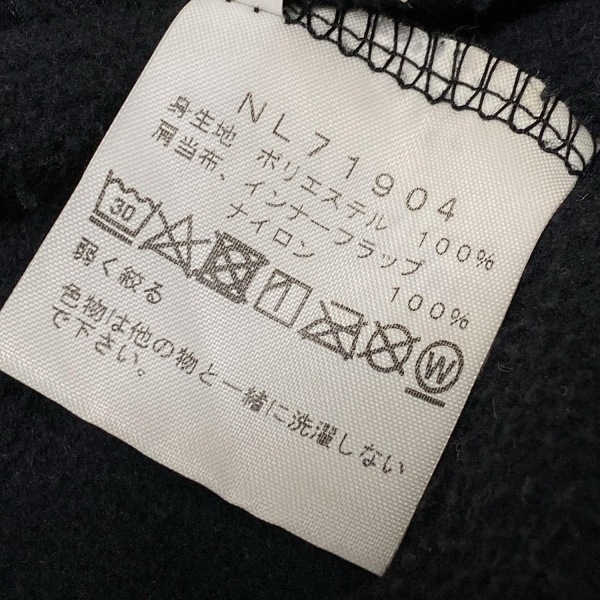 NL71904
身生地 ポリエステル 100%
肩当布、インナーフラップ
ナイロン 100%
30
W
弱く絞る
色物は他の物と一緒に洗濯しない
で下さい。